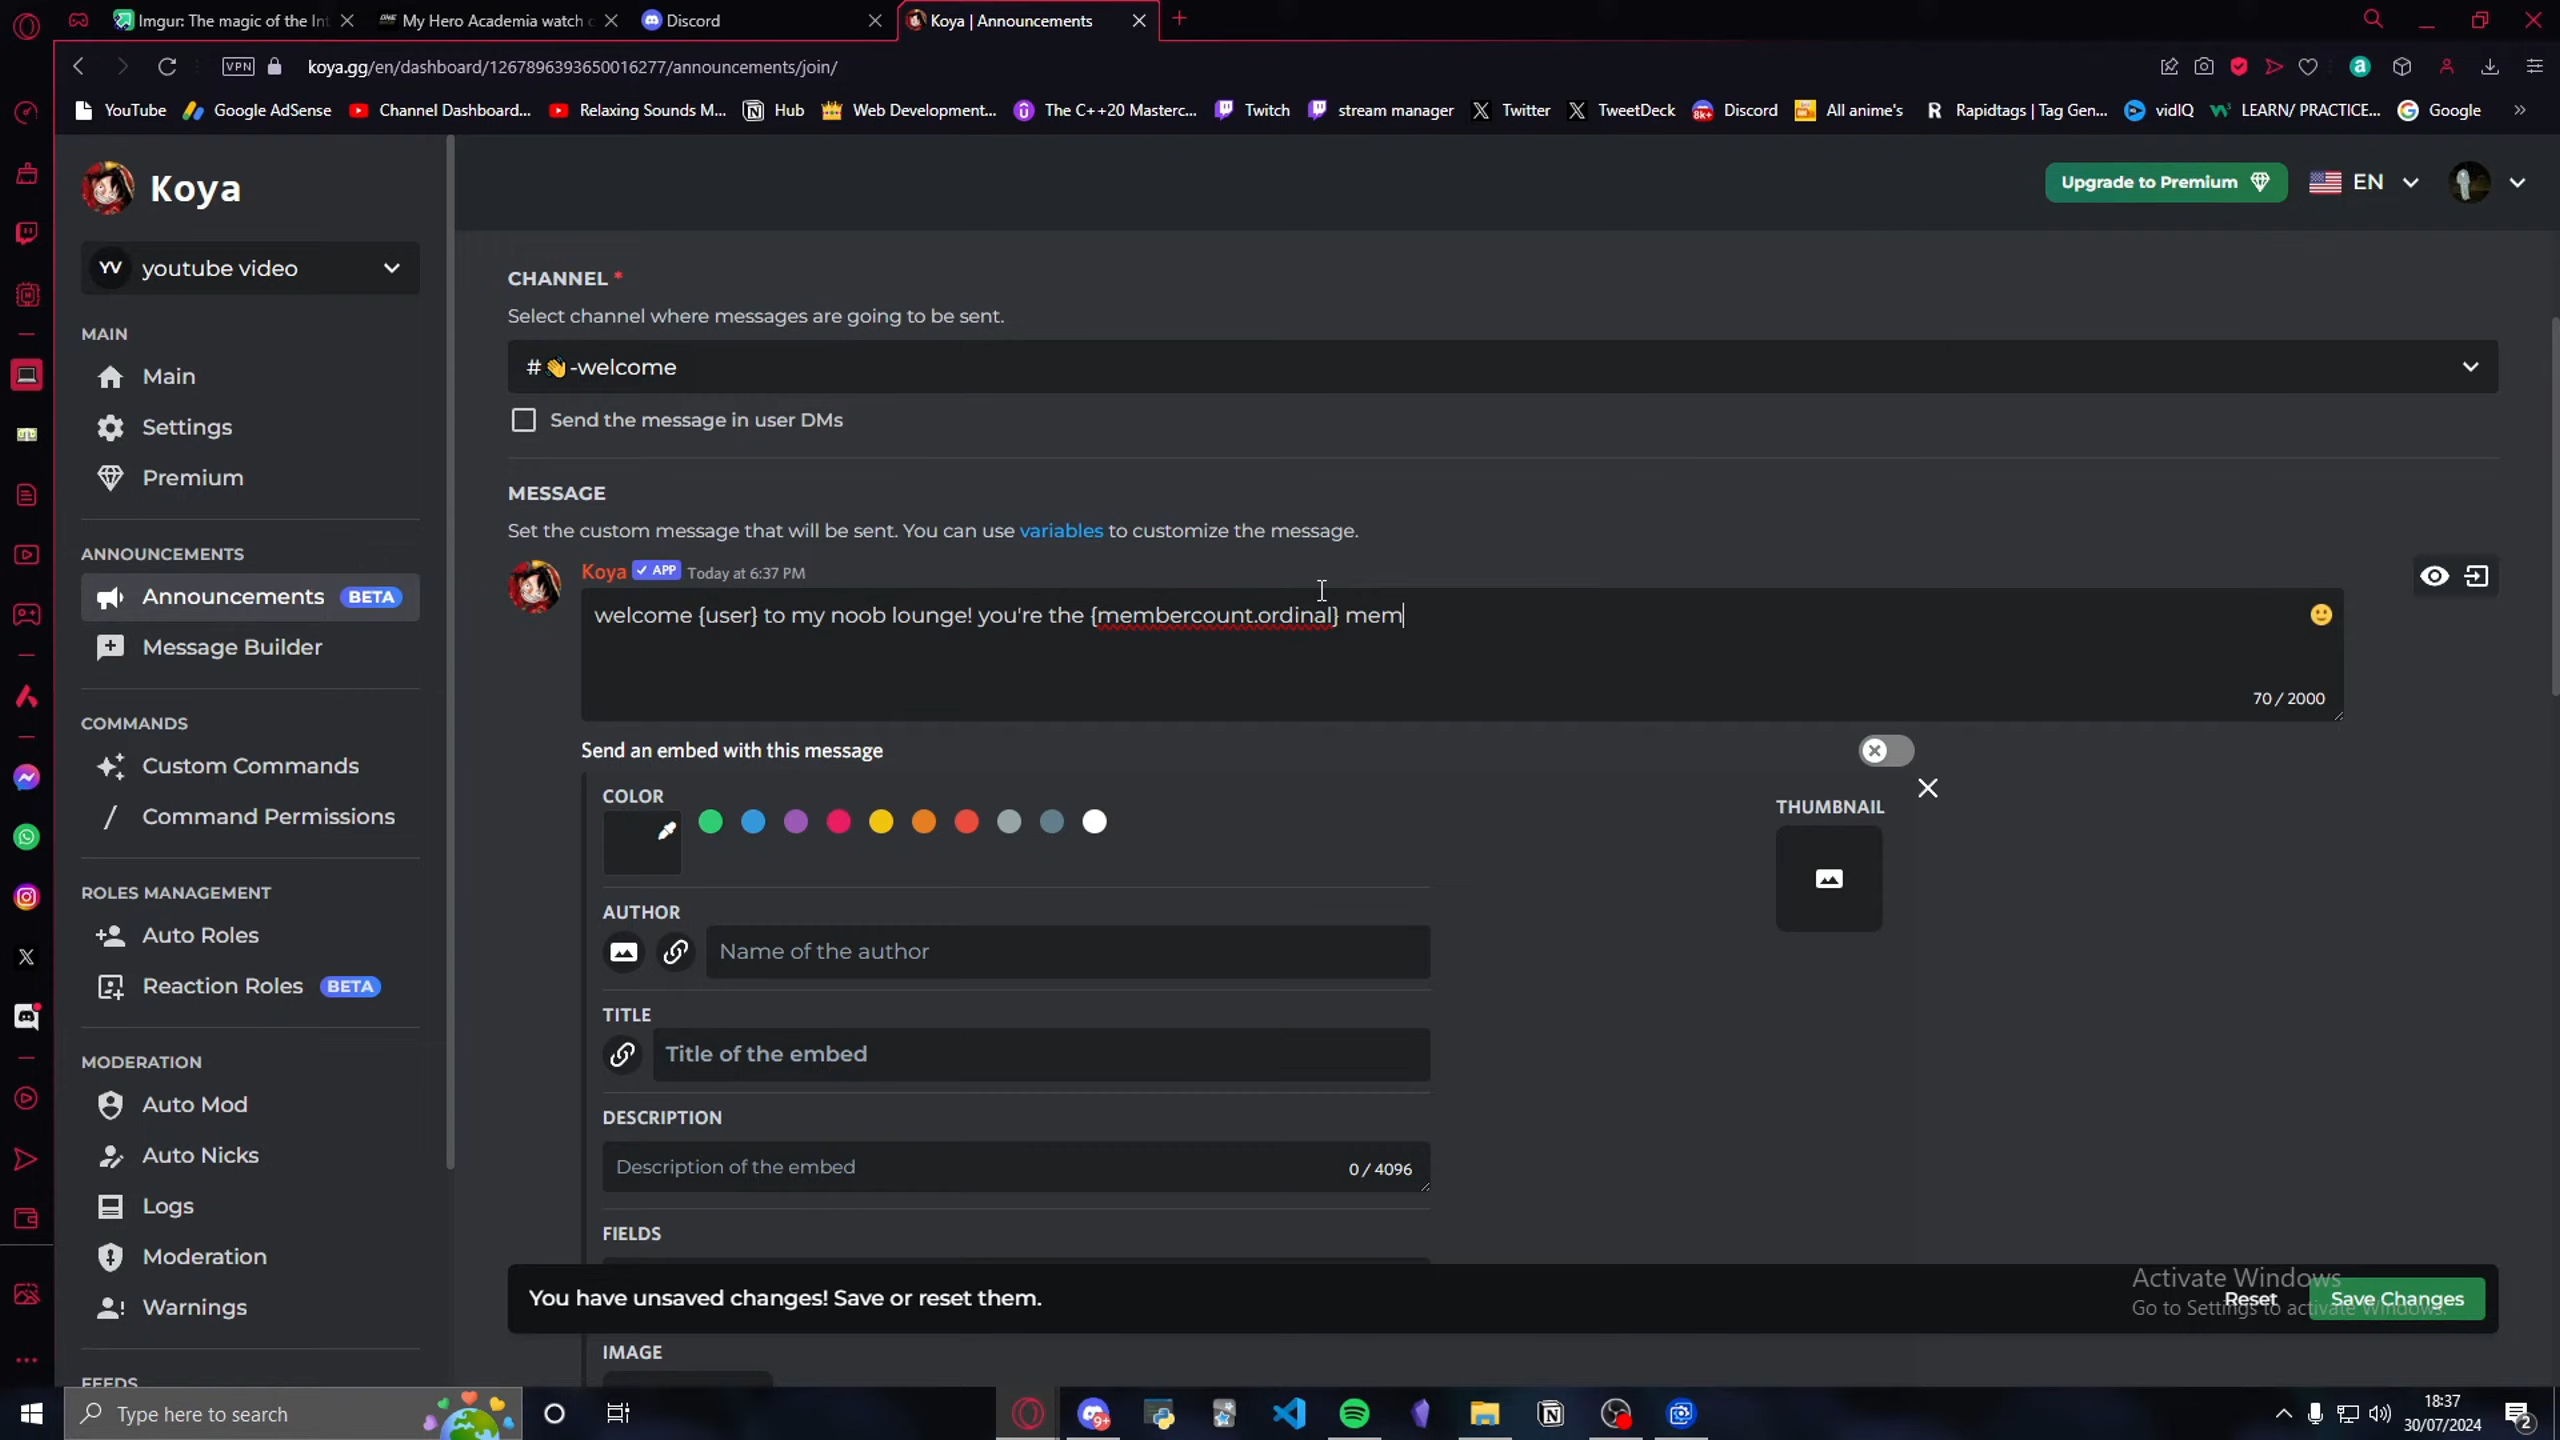 Imgur: The magic of the Int
My Hero Academia watch o
Discord
Koya | Announcements
VPN
koya.gg/en/dashboard/1267896393650016277/announcements/join/
YouTube
Google AdSense
Channel Dashboard...
Relaxing Sounds M...
Hub
Web Development...
The C++20 Masterc...
Twitch
stream manager
Twitter
TweetDeck
Discord
All anime's
Rapidtags | Tag Gen...
vidIQ
LEARN/ PRACTICE...
Google
Koya
Upgrade to Premium
EN
YV youtube video
MAIN
Main
Settings
Premium
ANNOUNCEMENTS
Announcements BETA
Message Builder
COMMANDS
Custom Commands
Command Permissions
ROLES MANAGEMENT
Auto Roles
Reaction Roles BETA
MODERATION
Auto Mod
Auto Nicks
Logs
Moderation
Warnings
FEEDS
CHANNEL *
Select channel where messages are going to be sent.
#👋-welcome
Send the message in user DMs
MESSAGE
Set the custom message that will be sent. You can use variables to customize the message.
Koya ✓ APP Today at 6:37 PM
welcome {user} to my noob lounge! you're the {membercount.ordinal} mem
70 / 2000
Send an embed with this message
COLOR
THUMBNAIL
AUTHOR
Name of the author
TITLE
Title of the embed
DESCRIPTION
Description of the embed
0 / 4096
FIELDS
You have unsaved changes! Save or reset them.
Reset
Save Changes
Activate Windows
Go to Settings to activate Windows.
IMAGE
Type here to search
9+
18:37
30/07/2024
2